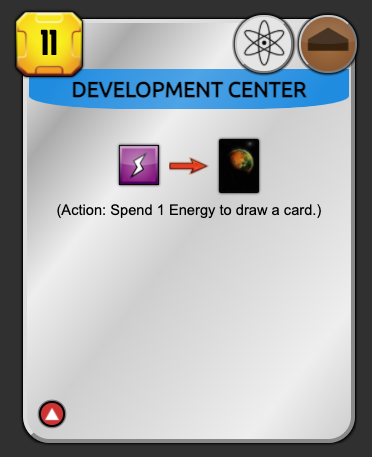 11
DEVELOPMENT CENTER
(Action: Spend 1 Energy to draw a card.)